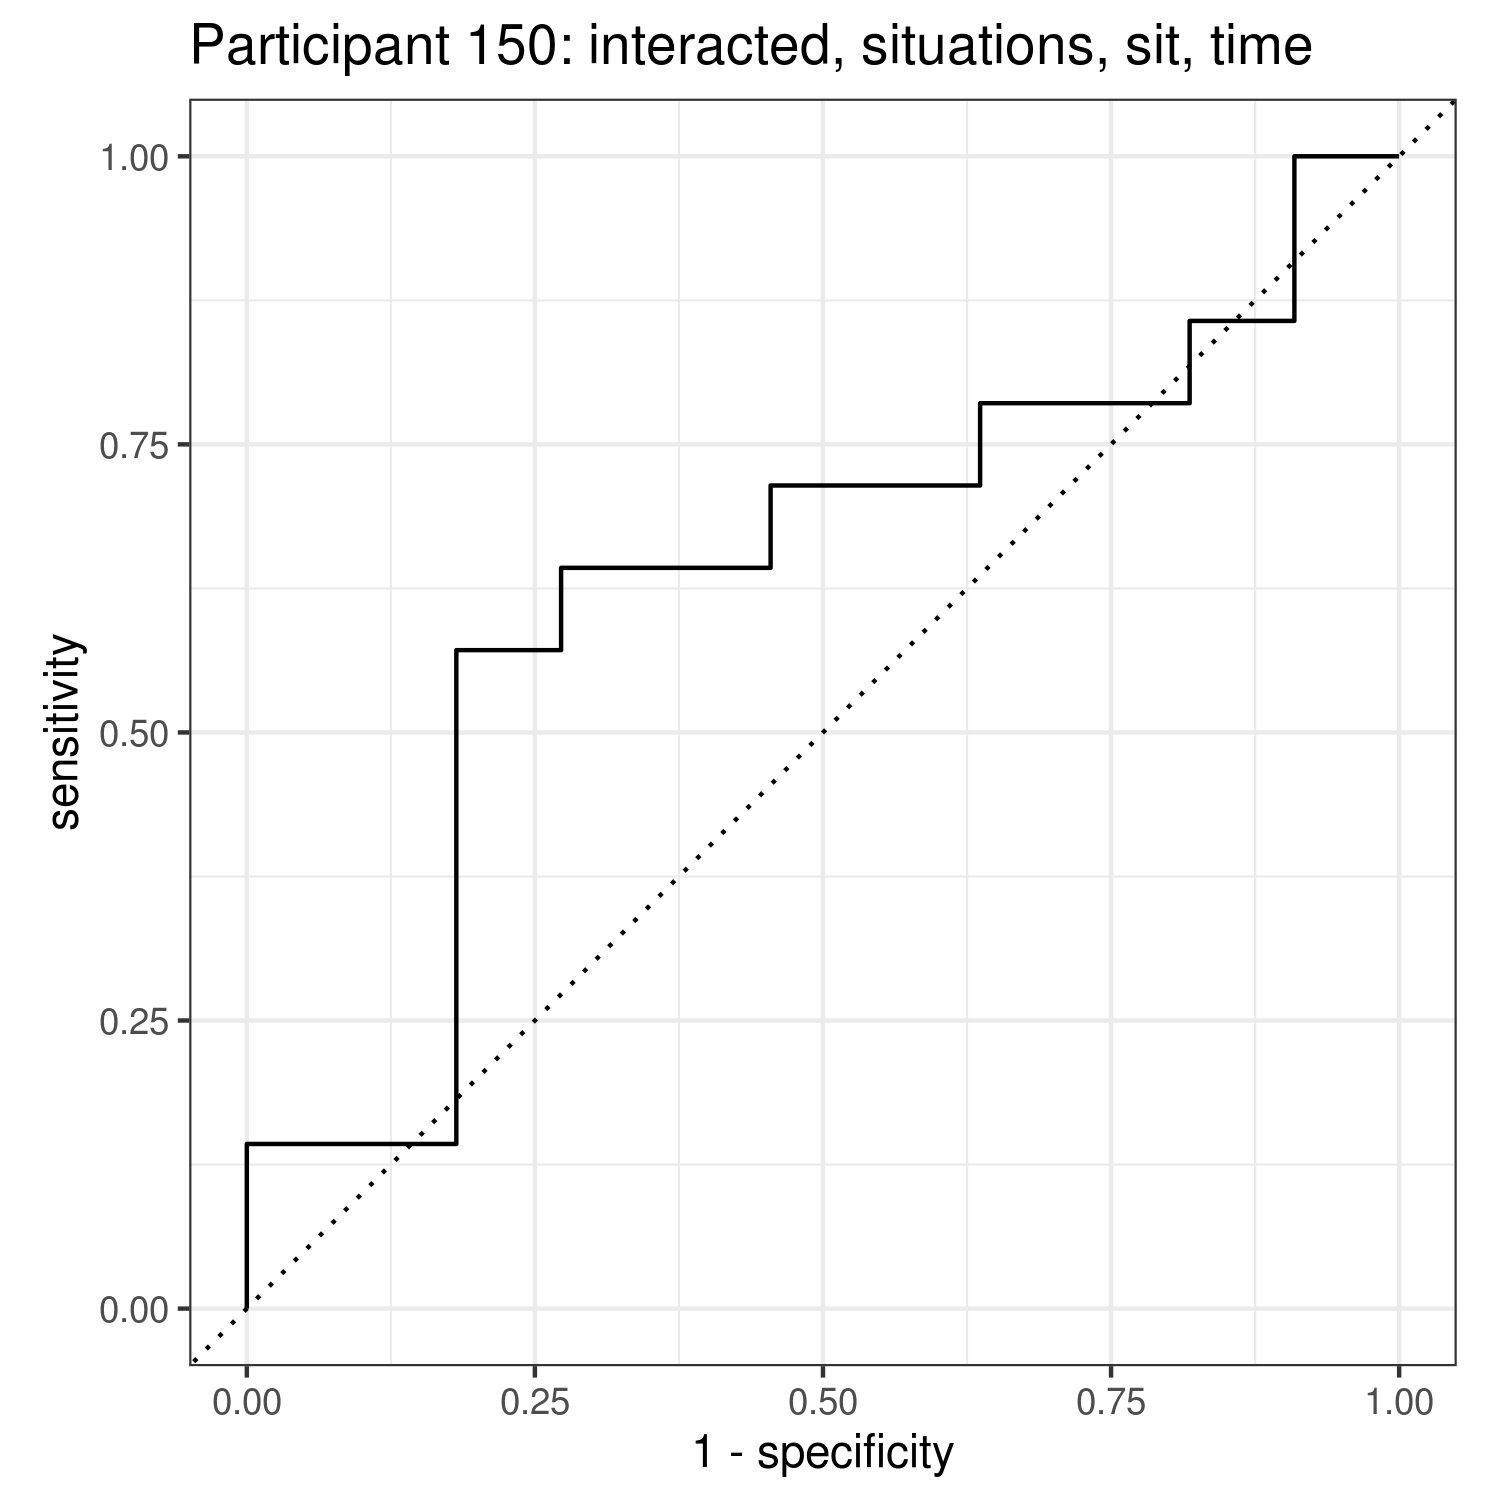 Participant 150: interacted, situations, sit, time
1.00
0.75
0.50
0.25
0.00
sensitivity
0.00 0.25 0.50 0.75 1.00
1 - specificity